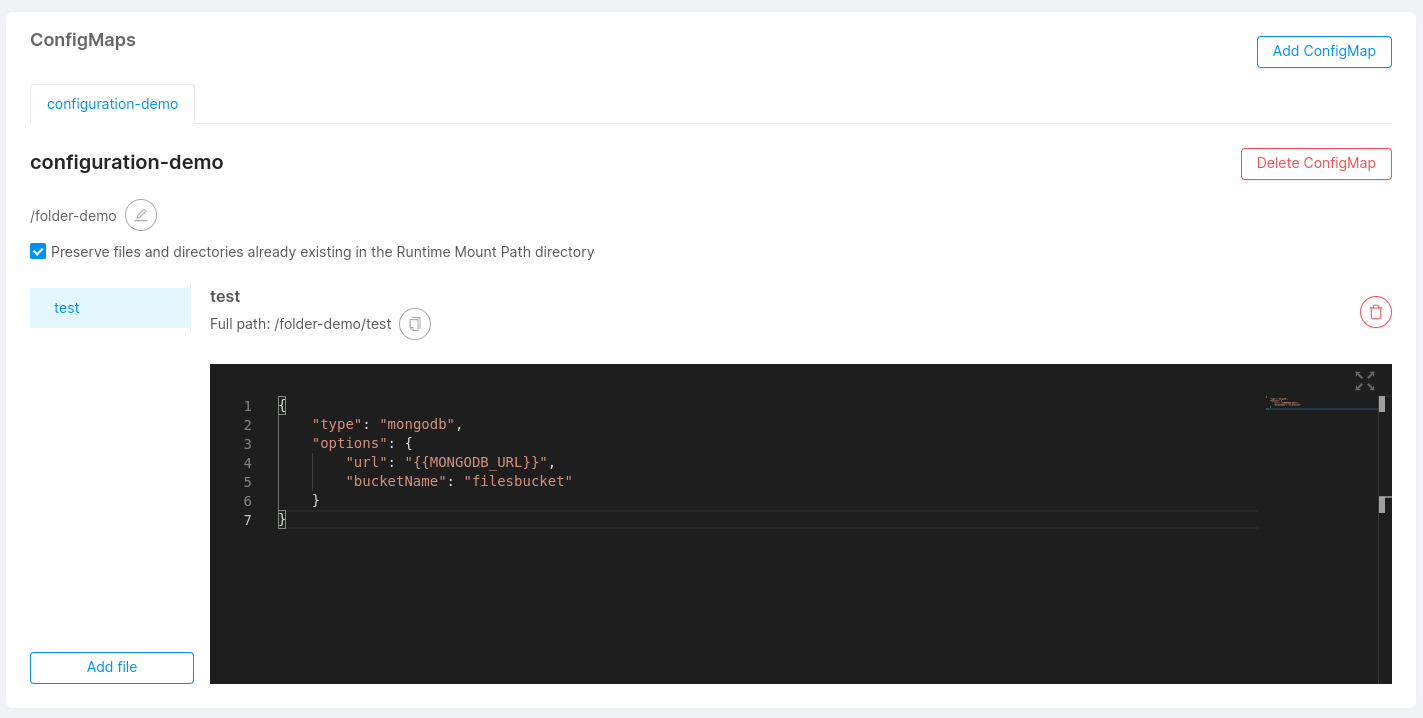 ConfigMaps
Add ConfigMap
configuration-demo
configuration-demo
Delete ConfigMap
/folder-demo
Preserve files and directories already existing in the Runtime Mount Path directory
test
test
Full path: /folder-demo/test
1 {
2     "type": "mongodb",
3     "options": {
4         "url": "{{MONGODB_URL}}",
5         "bucketName": "filesbucket"
6     }
7 }
Add file